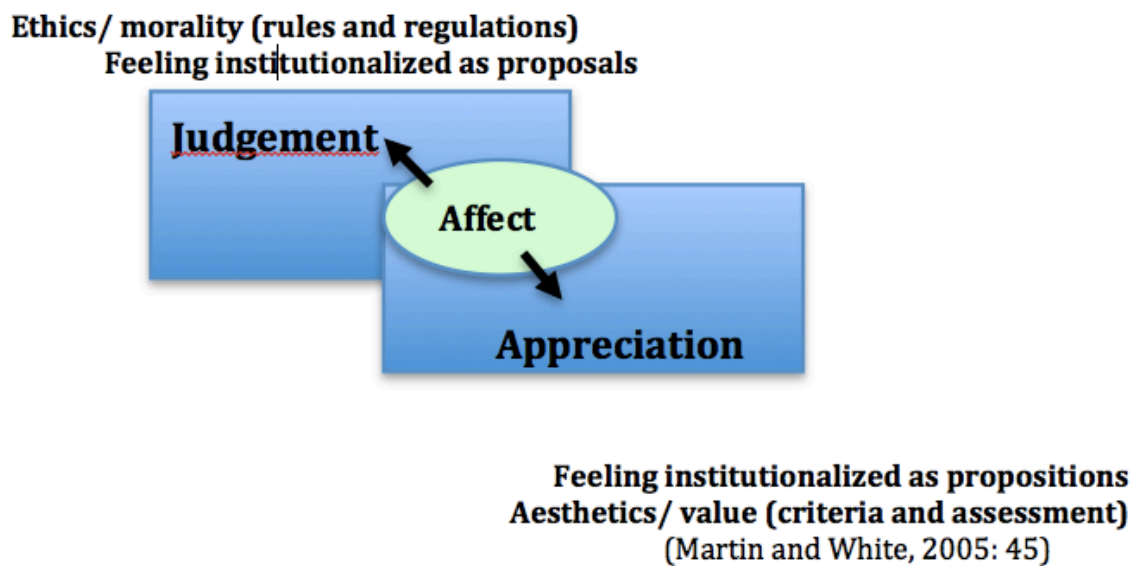 Ethics/ morality (rules and regulations)
Feeling institutionalized as proposals
Judgement
Affect
Appreciation
Feeling institutionalized as propositions
Aesthetics/ value (criteria and assessment)
(Martin and White, 2005: 45)